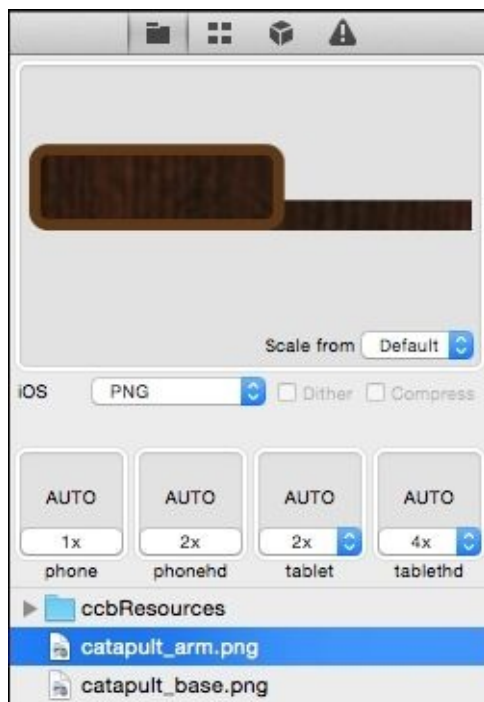 Scale from Default
iOS PNG Dither Compress
AUTO AUTO AUTO AUTO
1x 2x 2x 4x
phone phonehd tablet tablethd
ccbResources
catapult_arm.png
catapult_base.png